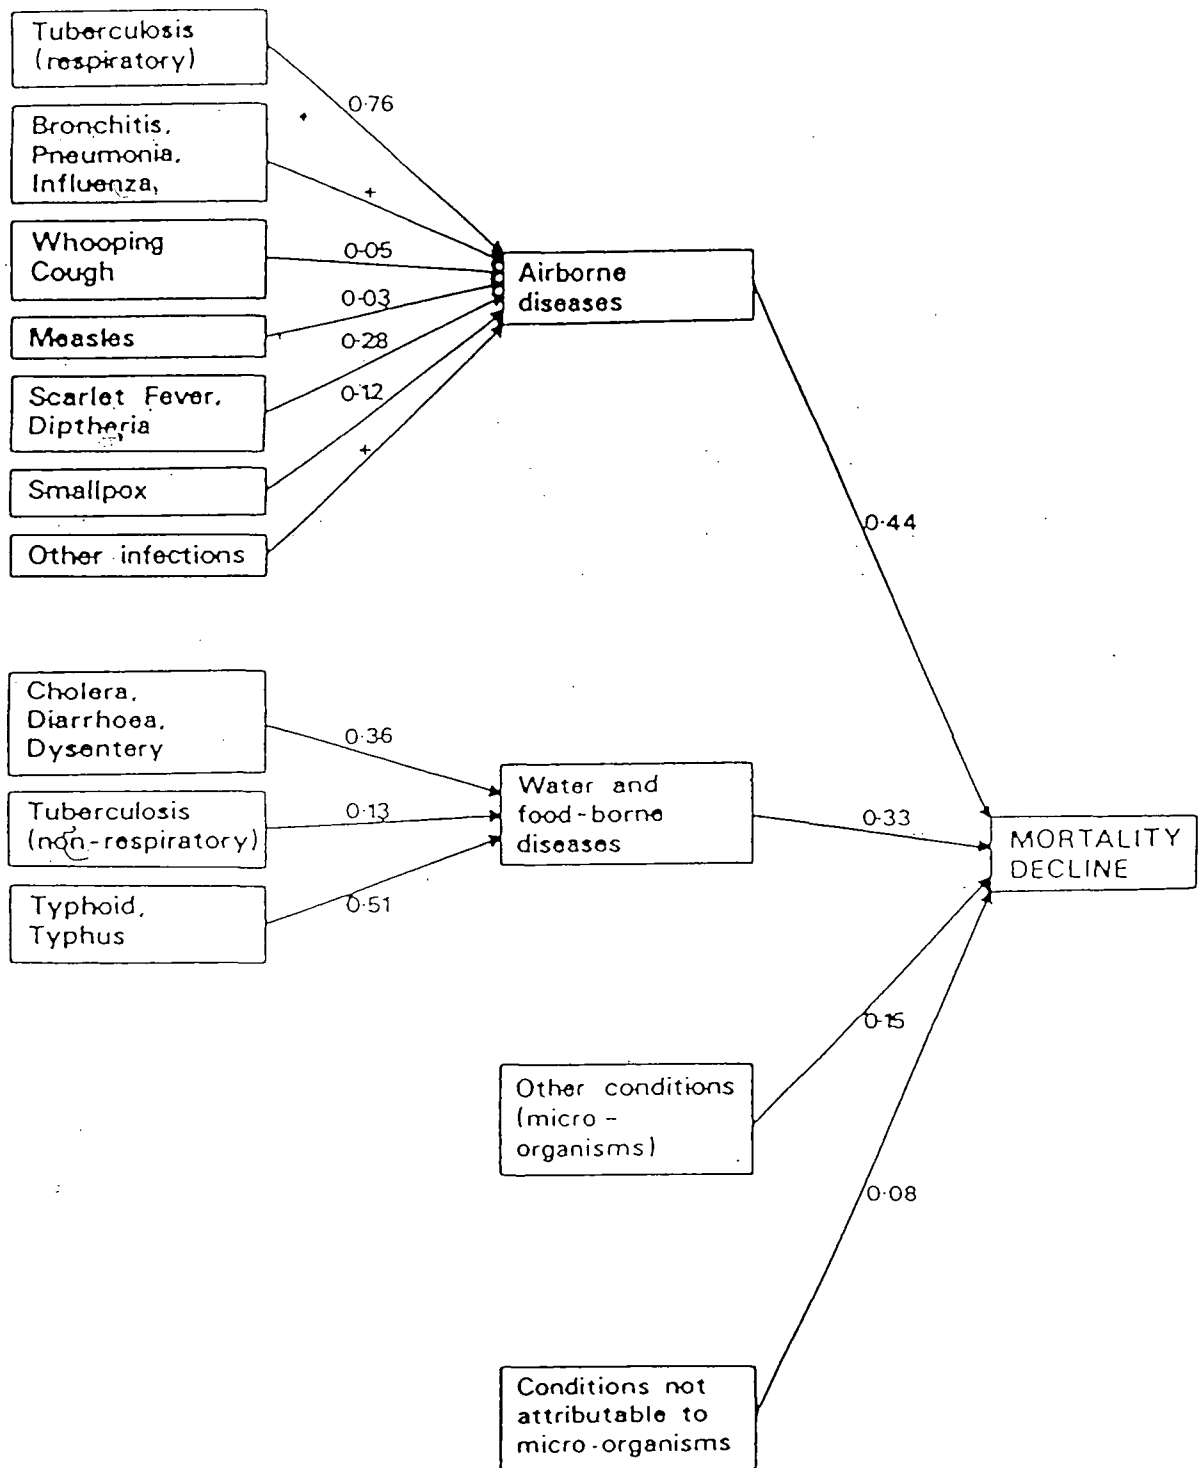 Tuberculosis
(respiratory)
0·76
Bronchitis,
Pneumonia,
Influenza,
+
Whooping
Cough
0·05
Airborne
diseases
0·03
Measles
0·28
Scarlet Fever,
Diptheria
0·12
+
Smallpox
0·44
Other infections
Cholera,
Diarrhoea,
Dysentery
0·36
Water and
food-borne
diseases
Tuberculosis
(non-respiratory)
0·13
0·33
MORTALITY
DECLINE
Typhoid,
Typhus
0·51
0·15
Other conditions
(micro-
organisms)
0·08
Conditions not
attributable to
micro-organisms